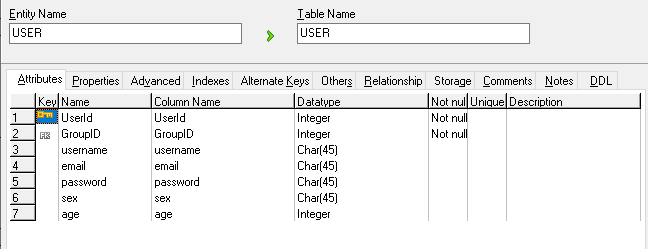 Entity Name Table Name
USER USER
Attributes Properties Advanced Indexes Alternate Keys Others Relationship Storage Comments Notes DDL
Key Name Column Name Datatype Not nul Unique Description
1 UserId UserId Integer Not null
2 FK GroupID GroupID Integer Not null
3 username username Char(45)
4 email email Char(45)
5 password password Char(45)
6 sex sex Char(45)
7 age age Integer